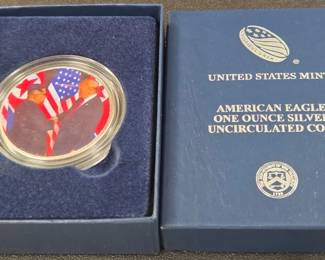 UNITED STATES MINT
AMERICAN EAGLE
ONE OUNCE SILVER
UNCIRCULATED COIN